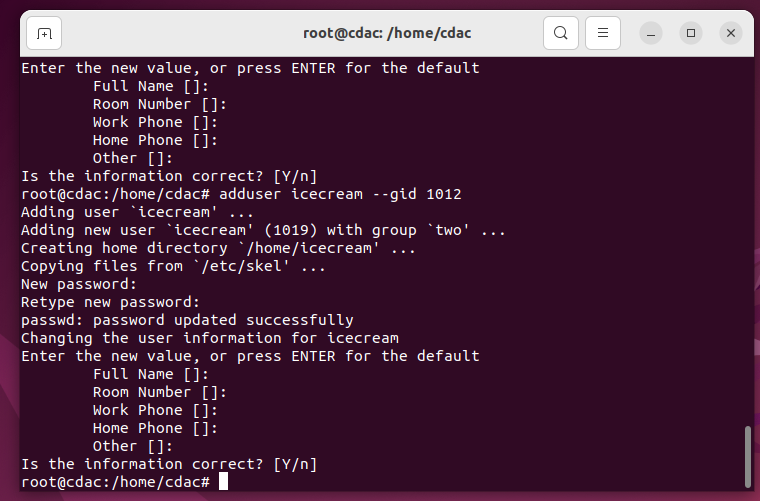 root@cdac: /home/cdac
Enter the new value, or press ENTER for the default
        Full Name []:
        Room Number []:
        Work Phone []:
        Home Phone []:
        Other []:
Is the information correct? [Y/n]
root@cdac:/home/cdac# adduser icecream --gid 1012
Adding user `icecream' ...
Adding new user `icecream' (1019) with group `two' ...
Creating home directory `/home/icecream' ...
Copying files from `/etc/skel' ...
New password:
Retype new password:
passwd: password updated successfully
Changing the user information for icecream
Enter the new value, or press ENTER for the default
        Full Name []:
        Room Number []:
        Work Phone []:
        Home Phone []:
        Other []:
Is the information correct? [Y/n]
root@cdac:/home/cdac#